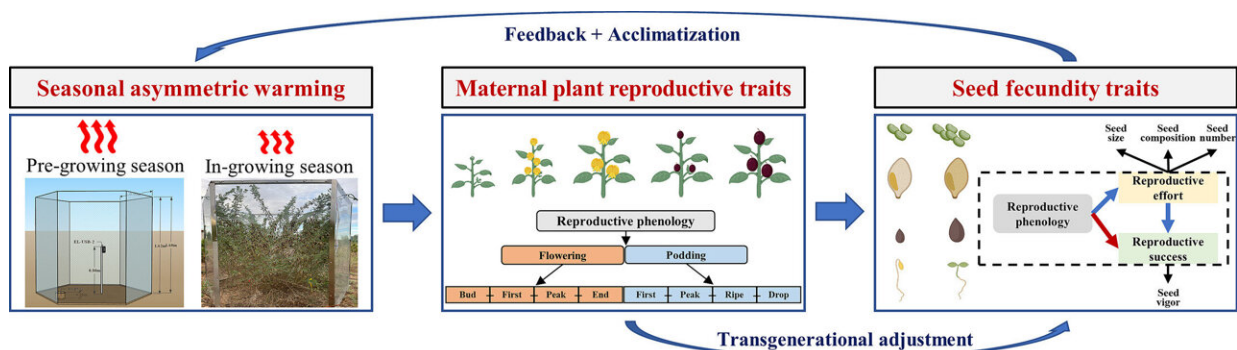 Feedback + Acclimatization
Seasonal asymmetric warming
Maternal plant reproductive traits
Seed fecundity traits
Pre-growing season
In-growing season
Reproductive phenology
Flowering
Podding
Bud
First
Peak
End
First
Peak
Ripe
Drop
Seed
size
Seed
composition
Seed
number
Reproductive
phenology
Reproductive
effort
Reproductive
success
Seed
vigor
Transgenerational adjustment